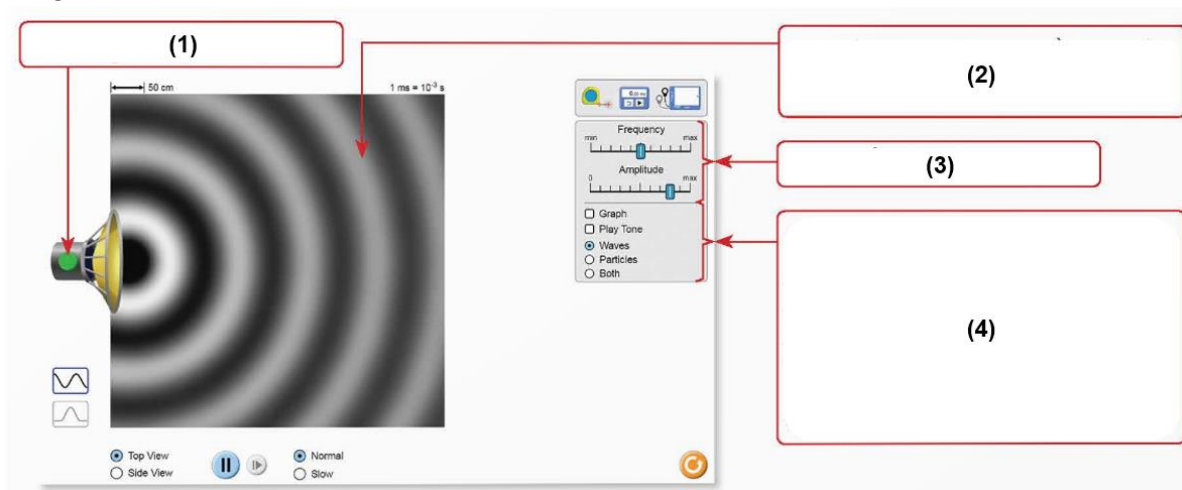 (1)
(2)
50 cm
1 ms = 10⁻³ s
Frequency
min
max
(3)
Amplitude
0
max
Graph
Play Tone
Waves
Particles
Both
(4)
Top View
Normal
Side View
Slow